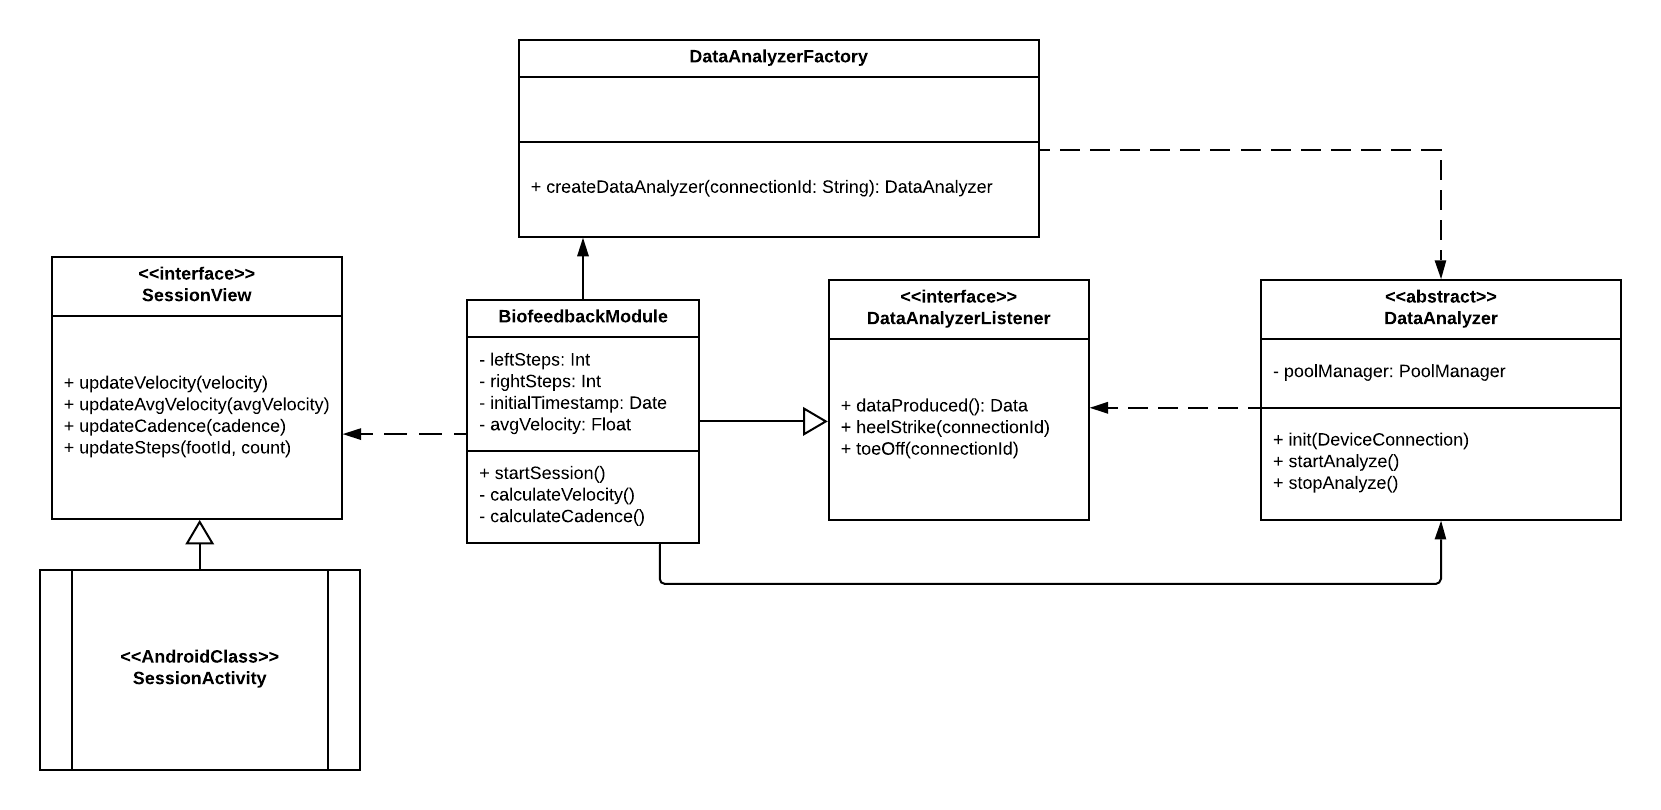 DataAnalyzerFactory
+ createDataAnalyzer(connectionId: String): DataAnalyzer
<<interface>>
SessionView
+ updateVelocity(velocity)
+ updateAvgVelocity(avgVelocity)
+ updateCadence(cadence)
+ updateSteps(footId, count)
BiofeedbackModule
- leftSteps: Int
- rightSteps: Int
- initialTimestamp: Date
- avgVelocity: Float
+ startSession()
- calculateVelocity()
- calculateCadence()
<<interface>>
DataAnalyzerListener
+ dataProduced(): Data
+ heelStrike(connectionId)
+ toeOff(connectionId)
<<abstract>>
DataAnalyzer
- poolManager: PoolManager
+ init(DeviceConnection)
+ startAnalyze()
+ stopAnalyze()
<<AndroidClass>>
SessionActivity